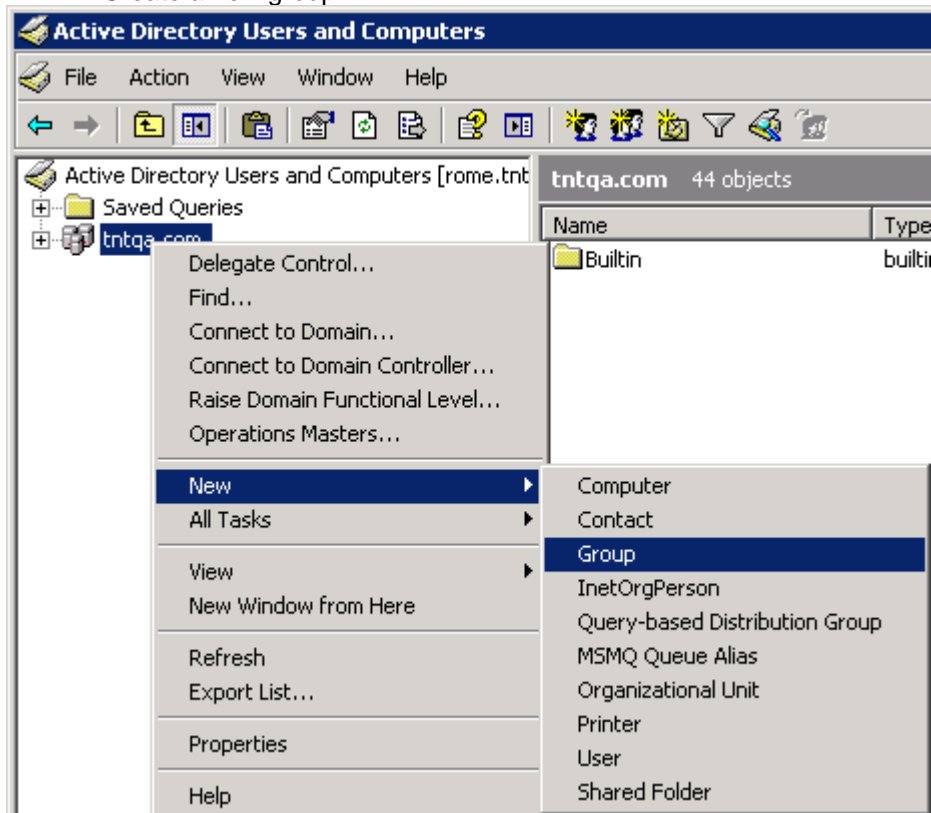 Active Directory Users and Computers
File Action View Window Help
Active Directory Users and Computers [rome.tnt
Saved Queries
tntqa.com
tntqa.com 44 objects
Name Type
Builtin builtin
Delegate Control...
Find...
Connect to Domain...
Connect to Domain Controller...
Raise Domain Functional Level...
Operations Masters...
New
All Tasks
View
New Window from Here
Refresh
Export List...
Properties
Help
Computer
Contact
Group
InetOrgPerson
Query-based Distribution Group
MSMQ Queue Alias
Organizational Unit
Printer
User
Shared Folder